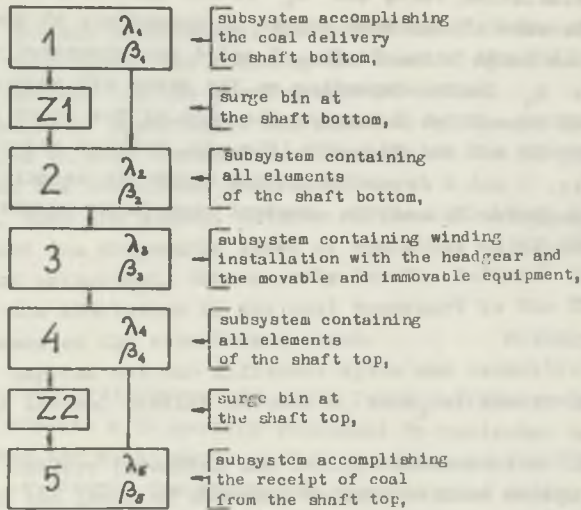 1 λ₁ β₁
subsystem accomplishing
the coal delivery
to shaft bottom,
Z1
surge bin at
the shaft bottom,
2 λ₂ β₂
subsystem containing
all elements
of the shaft bottom,
3 λ₃ β₃
subsystem containing winding
installation with the headgear and
the movable and immovable equipment,
4 λ₄ β₄
subsystem containing
all elements
of the shaft top,
Z2
surge bin at
the shaft top,
5 λ₅ β₅
subsystem accomplishing
the receipt of coal
from the shaft top,